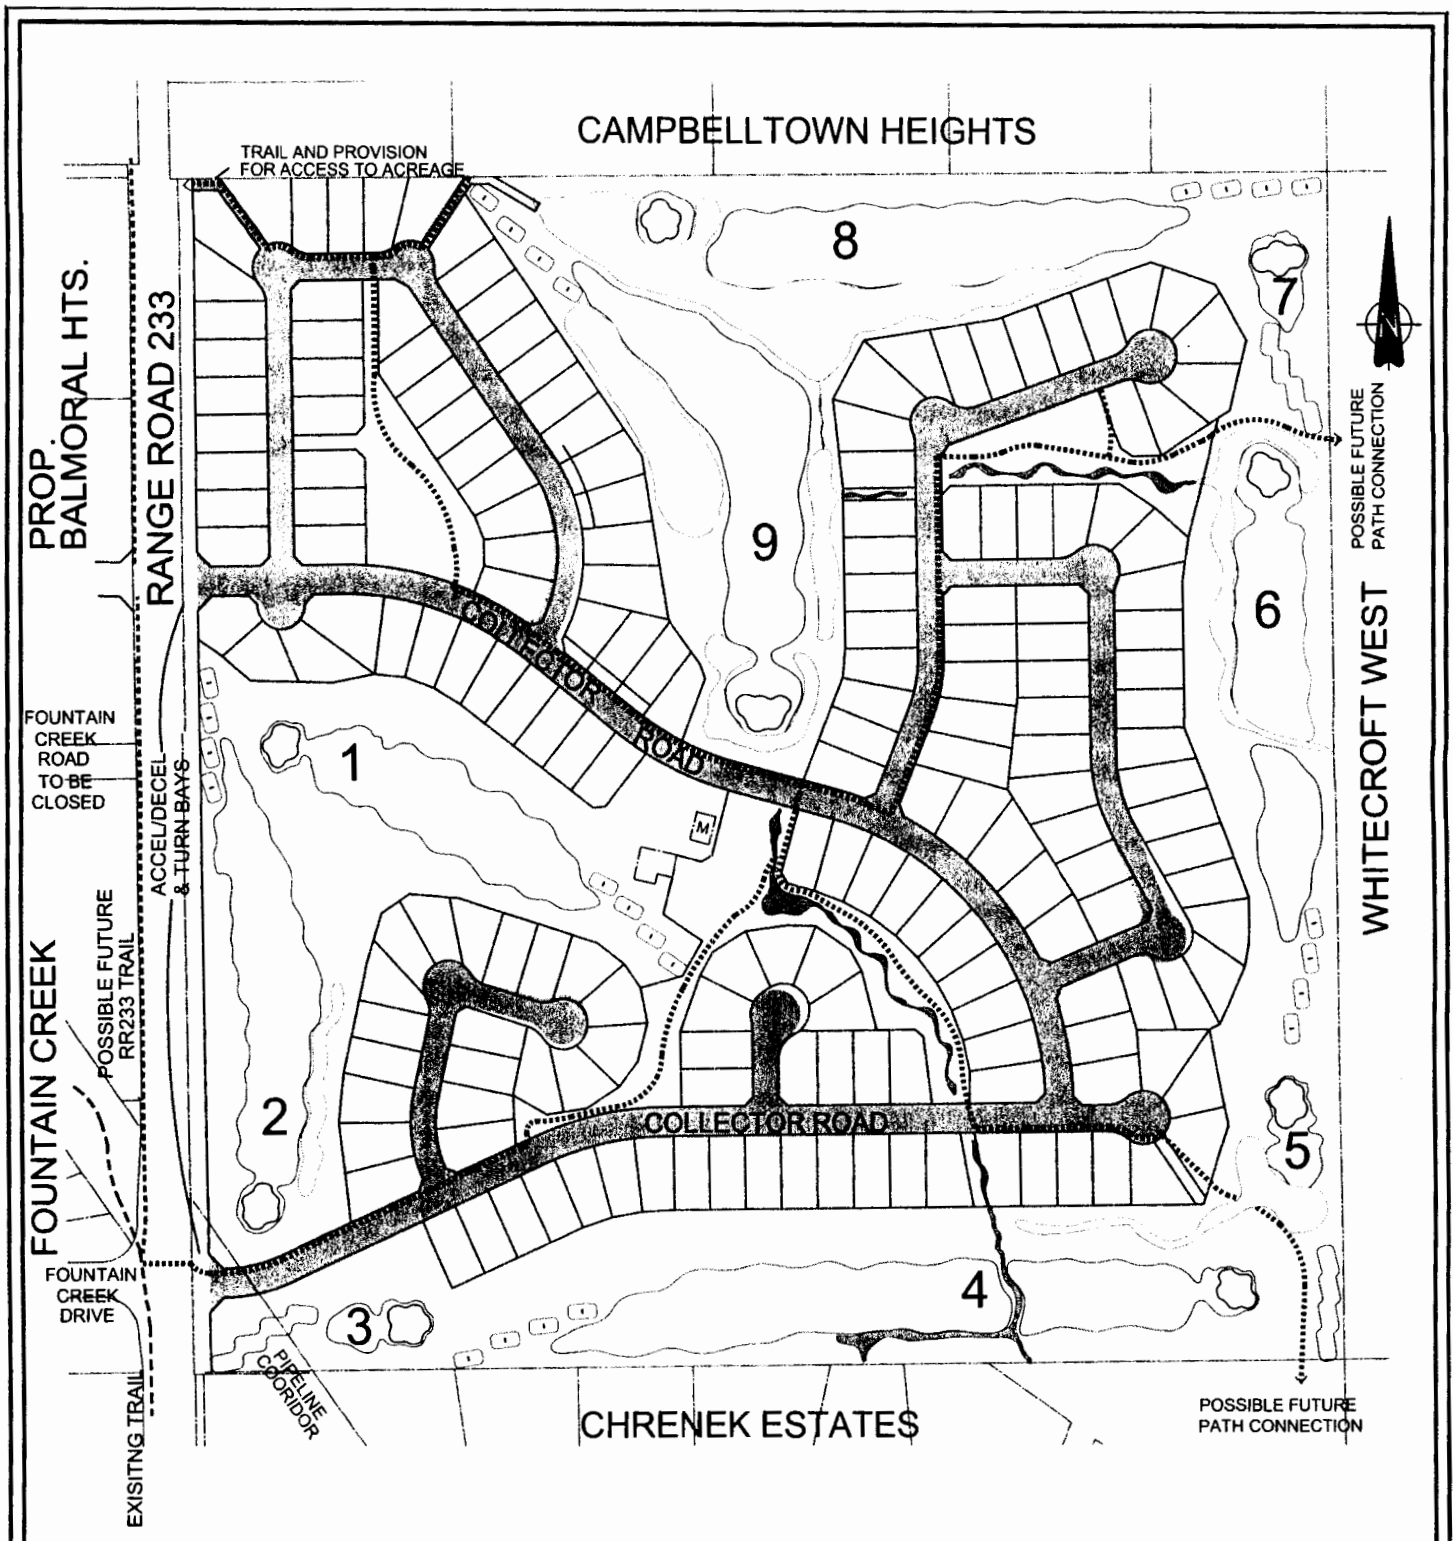 CAMPBELLTOWN HEIGHTS
TRAIL AND PROVISION
FOR ACCESS TO ACREAGE
8
7
N
PROP.
BALMORAL HTS.
RANGE ROAD 233
POSSIBLE FUTURE
PATH CONNECTION
9
6
COLLECTOR
ROAD
WHITECROFT WEST
FOUNTAIN
CREEK
ROAD
TO BE
CLOSED
ACCEL/DECEL
& TURN BAYS
1
M
FOUNTAIN CREEK
POSSIBLE FUTURE
RR233 TRAIL
2
COLLECTOR ROAD
5
FOUNTAIN
CREEK
DRIVE
4
3
PIPELINE
COORIDOR
EXISITNG TRAIL
CHRENEK ESTATES
POSSIBLE FUTURE
PATH CONNECTION